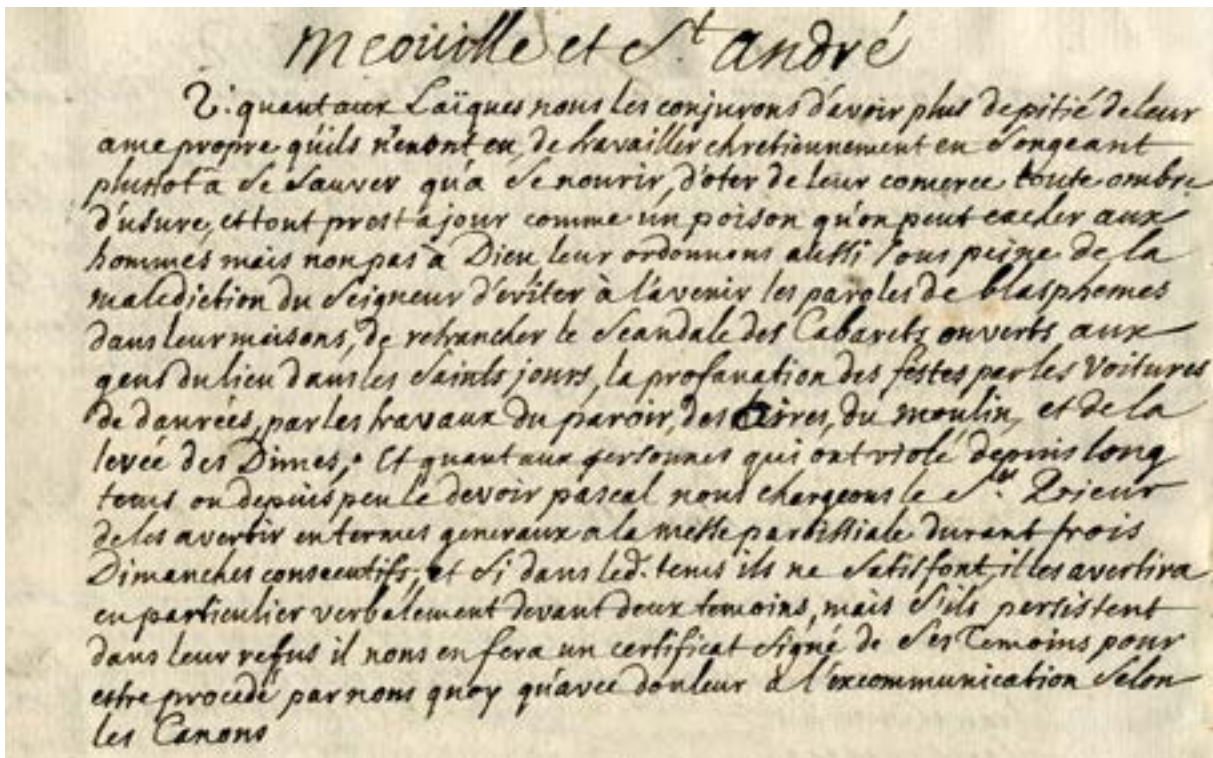 Meouille et St. André
2.° quant aux Laïques nous les conjurons d'avoir plus de pitié de leur
ame propre qu'ils n'en ont eu, de travailler chretiennement en Songeant
plustot a Se Sauver qu'a Se nourir, d'oter de leur comerce toute ombre
d'usure, et tout prest a jour comme un poison qu'on peut cacher aux
hommes mais non pas à Dieu leur ordonnons aussi Sous peine de la
malediction du Seigneur d'eviter à l'avenir les paroles de blasphemes
dans leur meisons, de retrancher le Scandale des Cabarets ouverts aux
gens du lieu dans les Saints jours, la profanation des festes par les Voitures
de danrées, par les travaux du paroir, des aires, du moulin, et de la
levée des Dimes, Et quant aux personnes qui ont violé depuis long
tems ou depuis peu le devoir pascal nous chargeons le Sr. Prieur
de les avertir en termes generaux a la messe paroissiale durant trois
Dimanches consecutifs, et Si dans led. tems ils ne Satisfont, il les avertira
en particulier verbalement devant deux temoins, mais S'ils persistent
dans leur refus il nous en fera un certificat Signé de Ses Temoins pour
estre procedé par nous quoy qu'avec douleur à l'excommunication Selon
les Canons